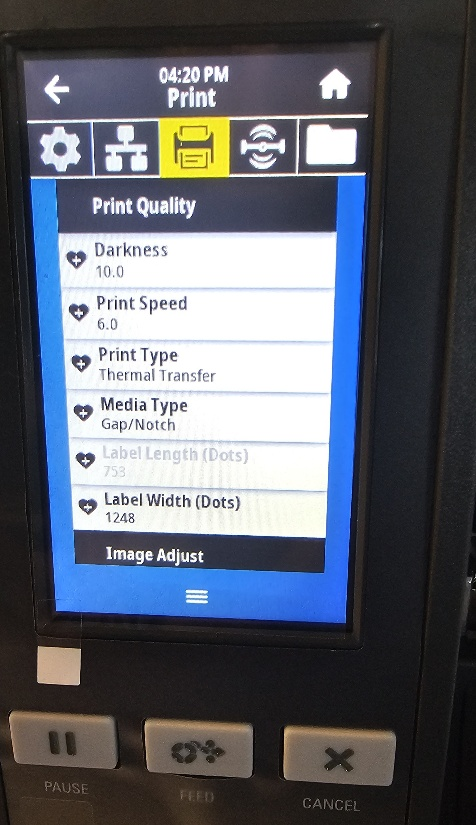 04:20 PM
Print
Print Quality
Darkness
10.0
Print Speed
6.0
Print Type
Thermal Transfer
Media Type
Gap/Notch
Label Length (Dots)
753
Label Width (Dots)
1248
Image Adjust
PAUSE
FEED
CANCEL